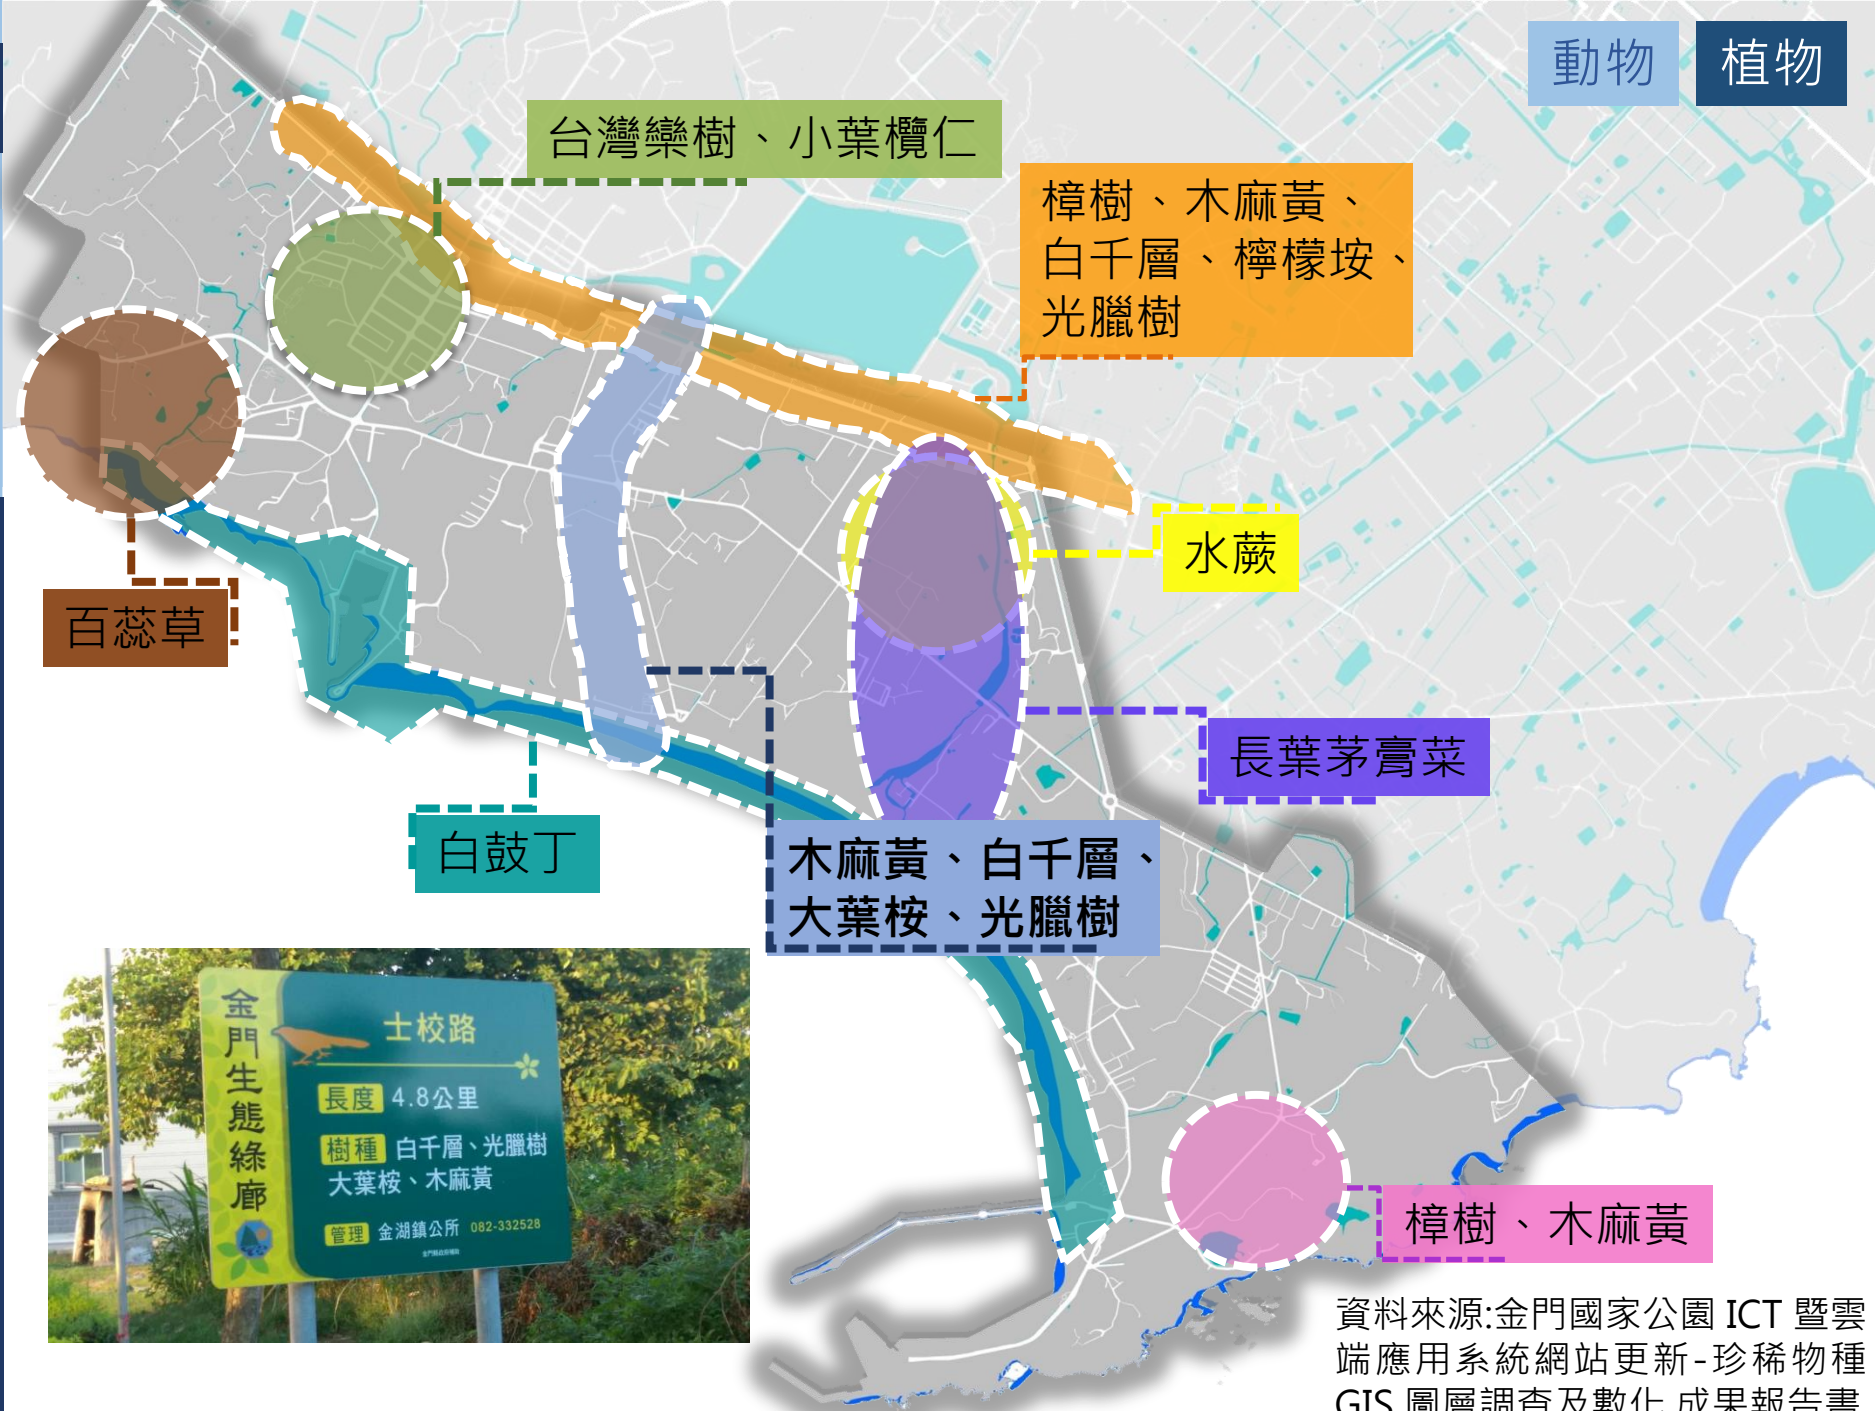 動物
植物
台灣欒樹、小葉欖仁
樟樹、木麻黃、
白千層、檸檬垵、
光臘樹
水蕨
百蕊草
長葉茅膏菜
白鼓丁
木麻黃、白千層、
大葉桉、光臘樹
金門生態綠廊
士校路
長度 4.8公里
樹種 白千層、光臘樹
大葉桉、木麻黃
管理 金湖鎮公所 082-332528
樟樹、木麻黃
資料來源:金門國家公園 ICT 暨雲
端應用系統網站更新-珍稀物種
GIS 圖層調查及數化 成果報告書